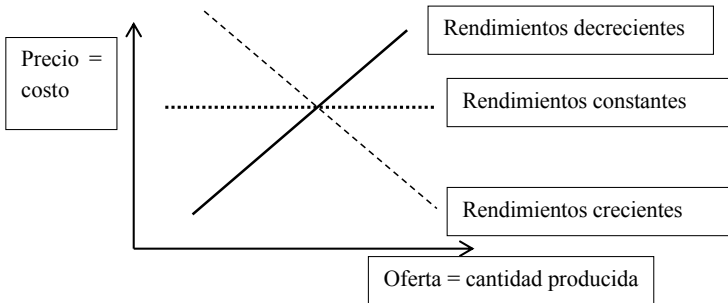 Rendimientos decrecientes
Precio =
costo
Rendimientos constantes
Rendimientos crecientes
Oferta = cantidad producida